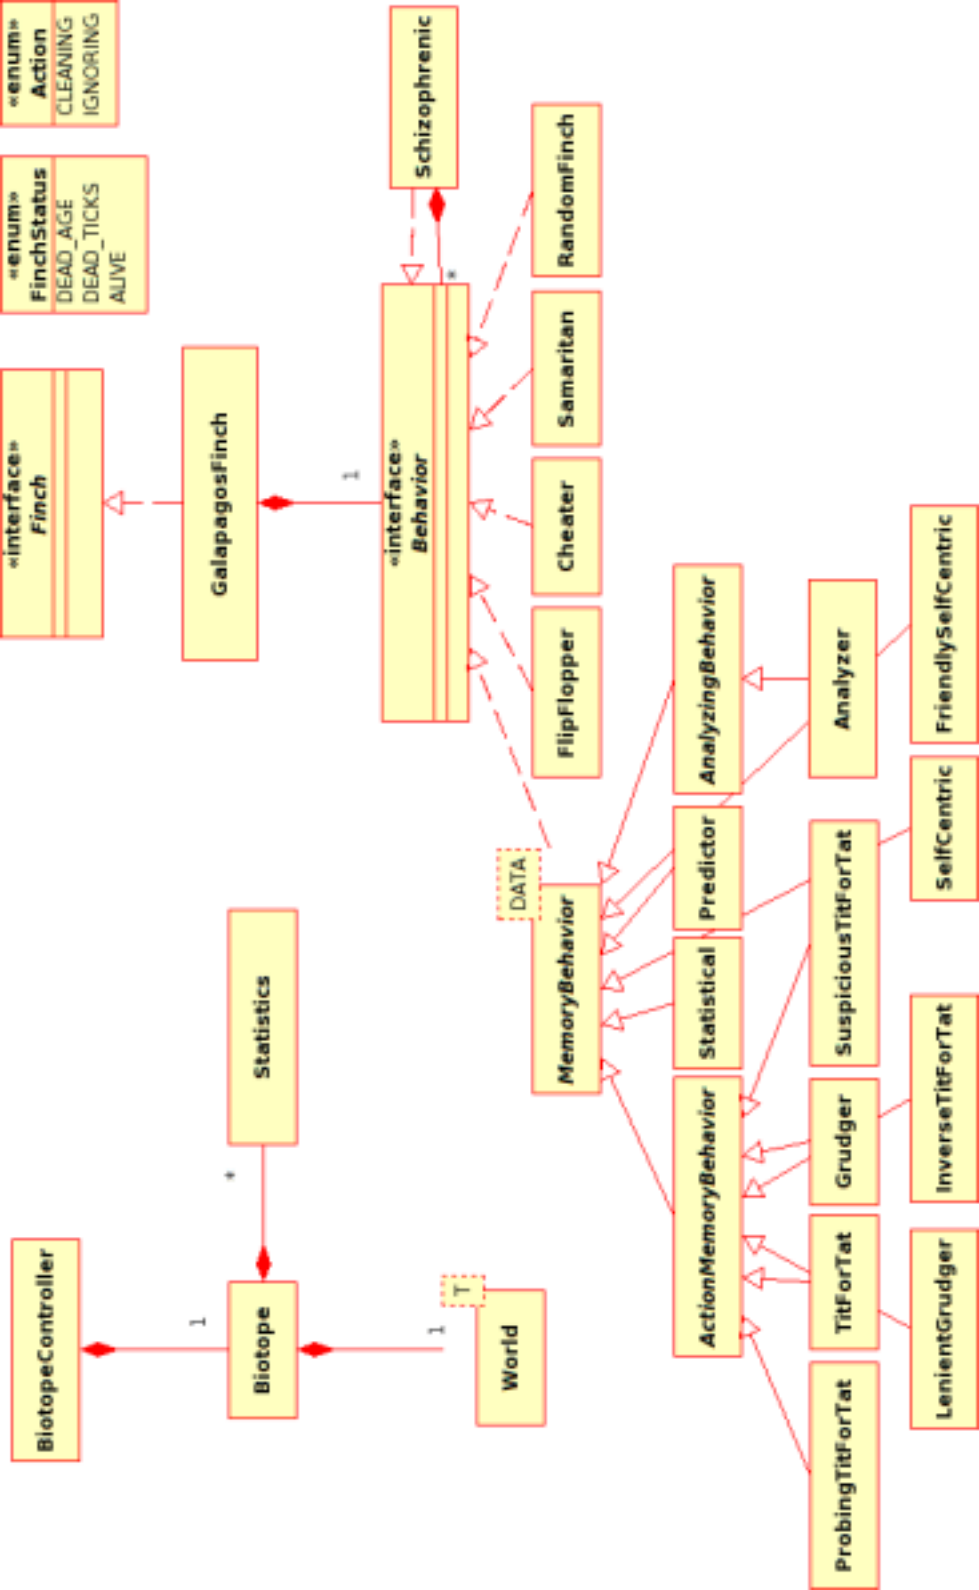 BiotopeController
1
Biotope
*
Statistics
1
T
World
«interface»
Finch
«enum»
FinchStatus
DEAD_AGE
DEAD_TICKS
ALIVE
«enum»
Action
CLEANING
IGNORING
GalapagosFinch
1
«interface»
Behavior
*
Schizophrenic
DATA
MemoryBehavior
FlipFlopper
Cheater
Samaritan
RandomFinch
ActionMemoryBehavior
Statistical
Predictor
AnalyzingBehavior
ProbingTitForTat
TitForTat
Grudger
SuspiciousTitForTat
Analyzer
LenientGrudger
InverseTitForTat
SelfCentric
FriendlySelfCentric